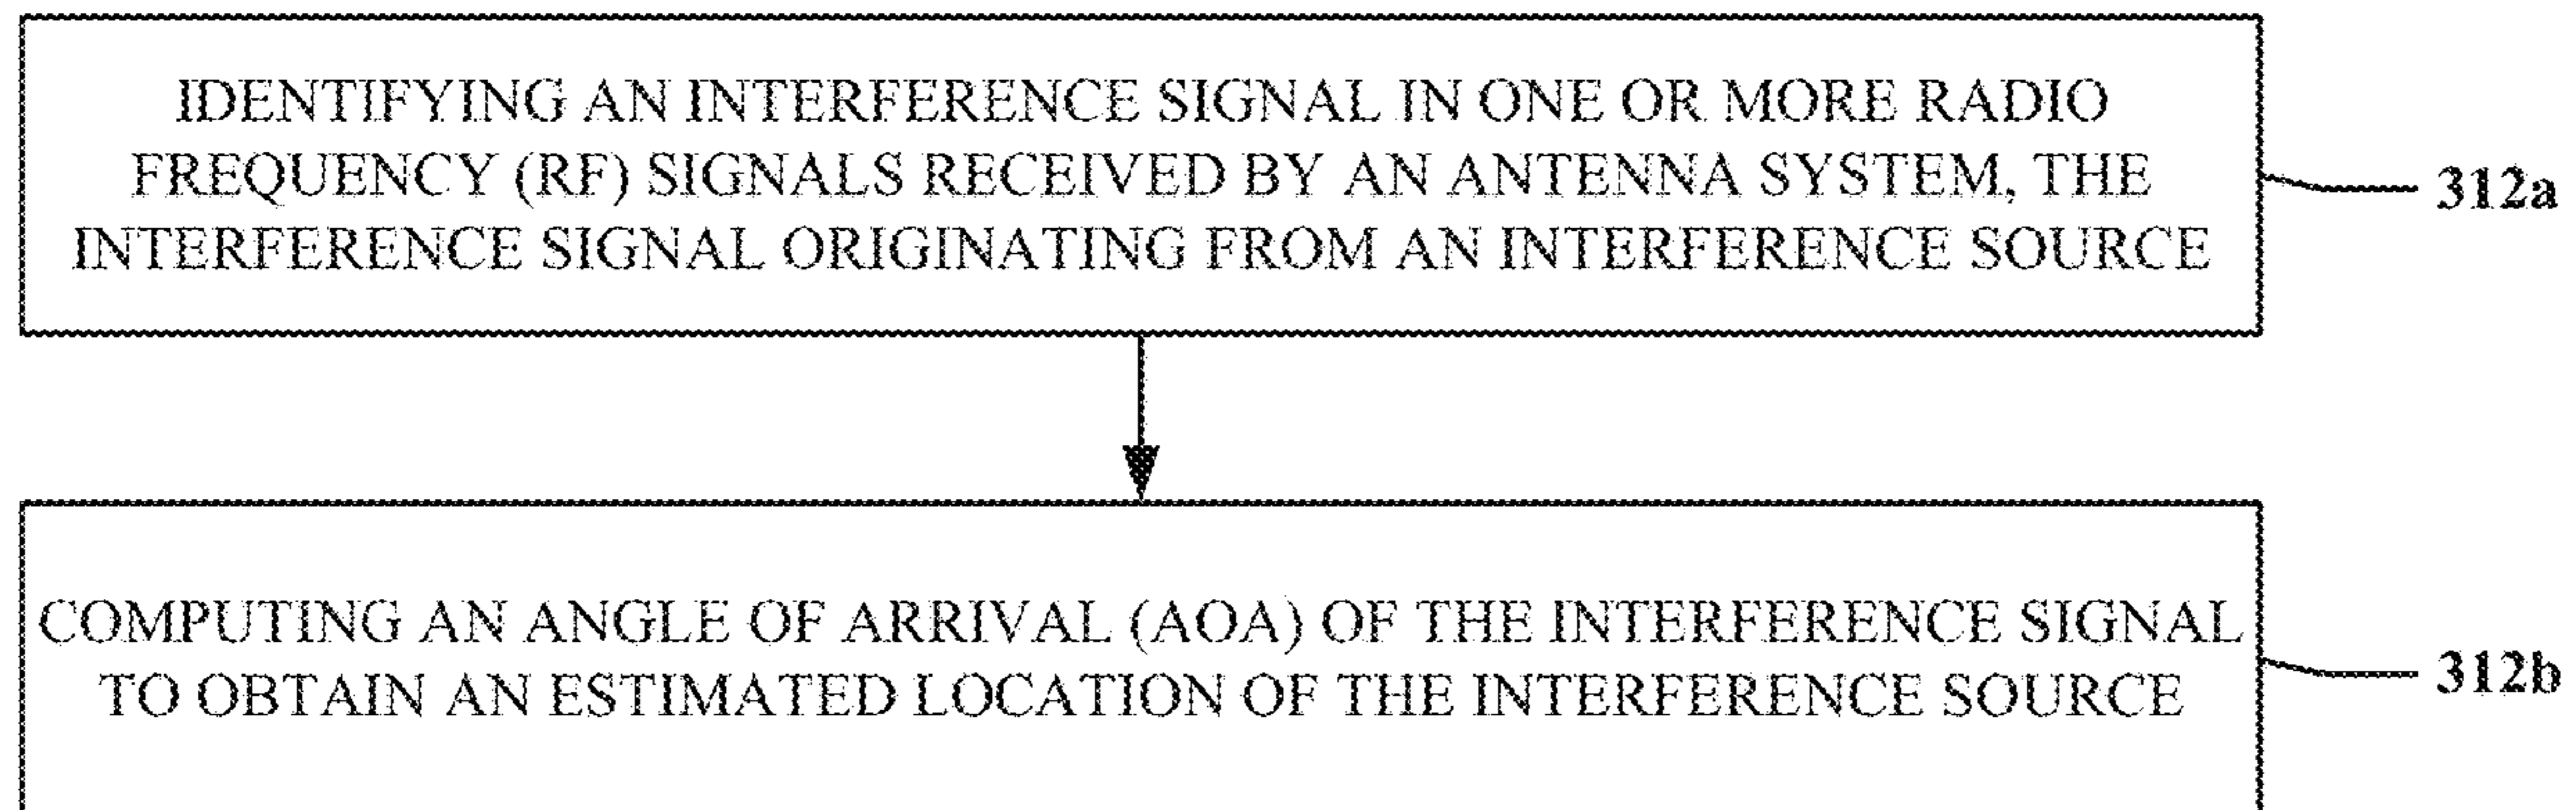 IDENTIFYING AN INTERFERENCE SIGNAL IN ONE OR MORE RADIO
FREQUENCY (RF) SIGNALS RECEIVED BY AN ANTENNA SYSTEM, THE
INTERFERENCE SIGNAL ORIGINATING FROM AN INTERFERENCE SOURCE
312a
COMPUTING AN ANGLE OF ARRIVAL (AOA) OF THE INTERFERENCE SIGNAL
TO OBTAIN AN ESTIMATED LOCATION OF THE INTERFERENCE SOURCE
312b